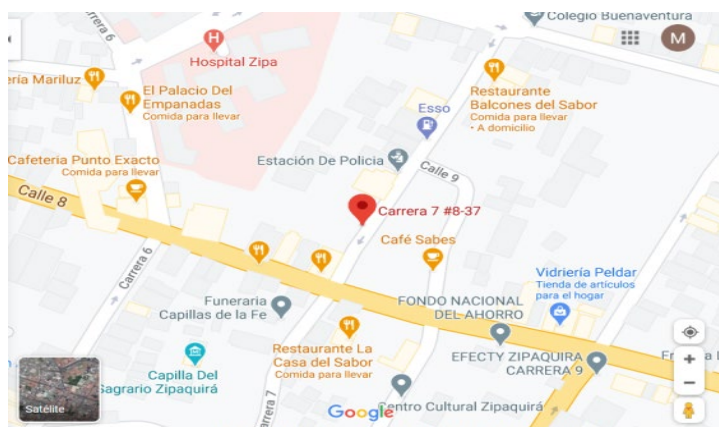 Colegio Buenaventura
Carrera 6
Hospital Zipa
M
ería Mariluz
El Palacio Del
Empanadas
Comida para llevar
Restaurante
Balcones del Sabor
Comida para llevar
• A domicilio
Esso
Estación De Policia
Calle 9
Cafetería Punto Exacto
Comida para llevar
Calle 8
Carrera 7 #8-37
Café Sabes
Carrera 6
Vidriería Peldar
Tienda de artículos
para el hogar
Funeraria
Capillas de la Fe
FONDO NACIONAL
DEL AHORRO
Restaurante La
Casa del Sabor
Comida para llevar
EFECTY ZIPAQUIRA
CARRERA 9
Capilla Del
Sagrario Zipaquirá
Carrera 7
Satélite
Google
entro Cultural Zipaquirá